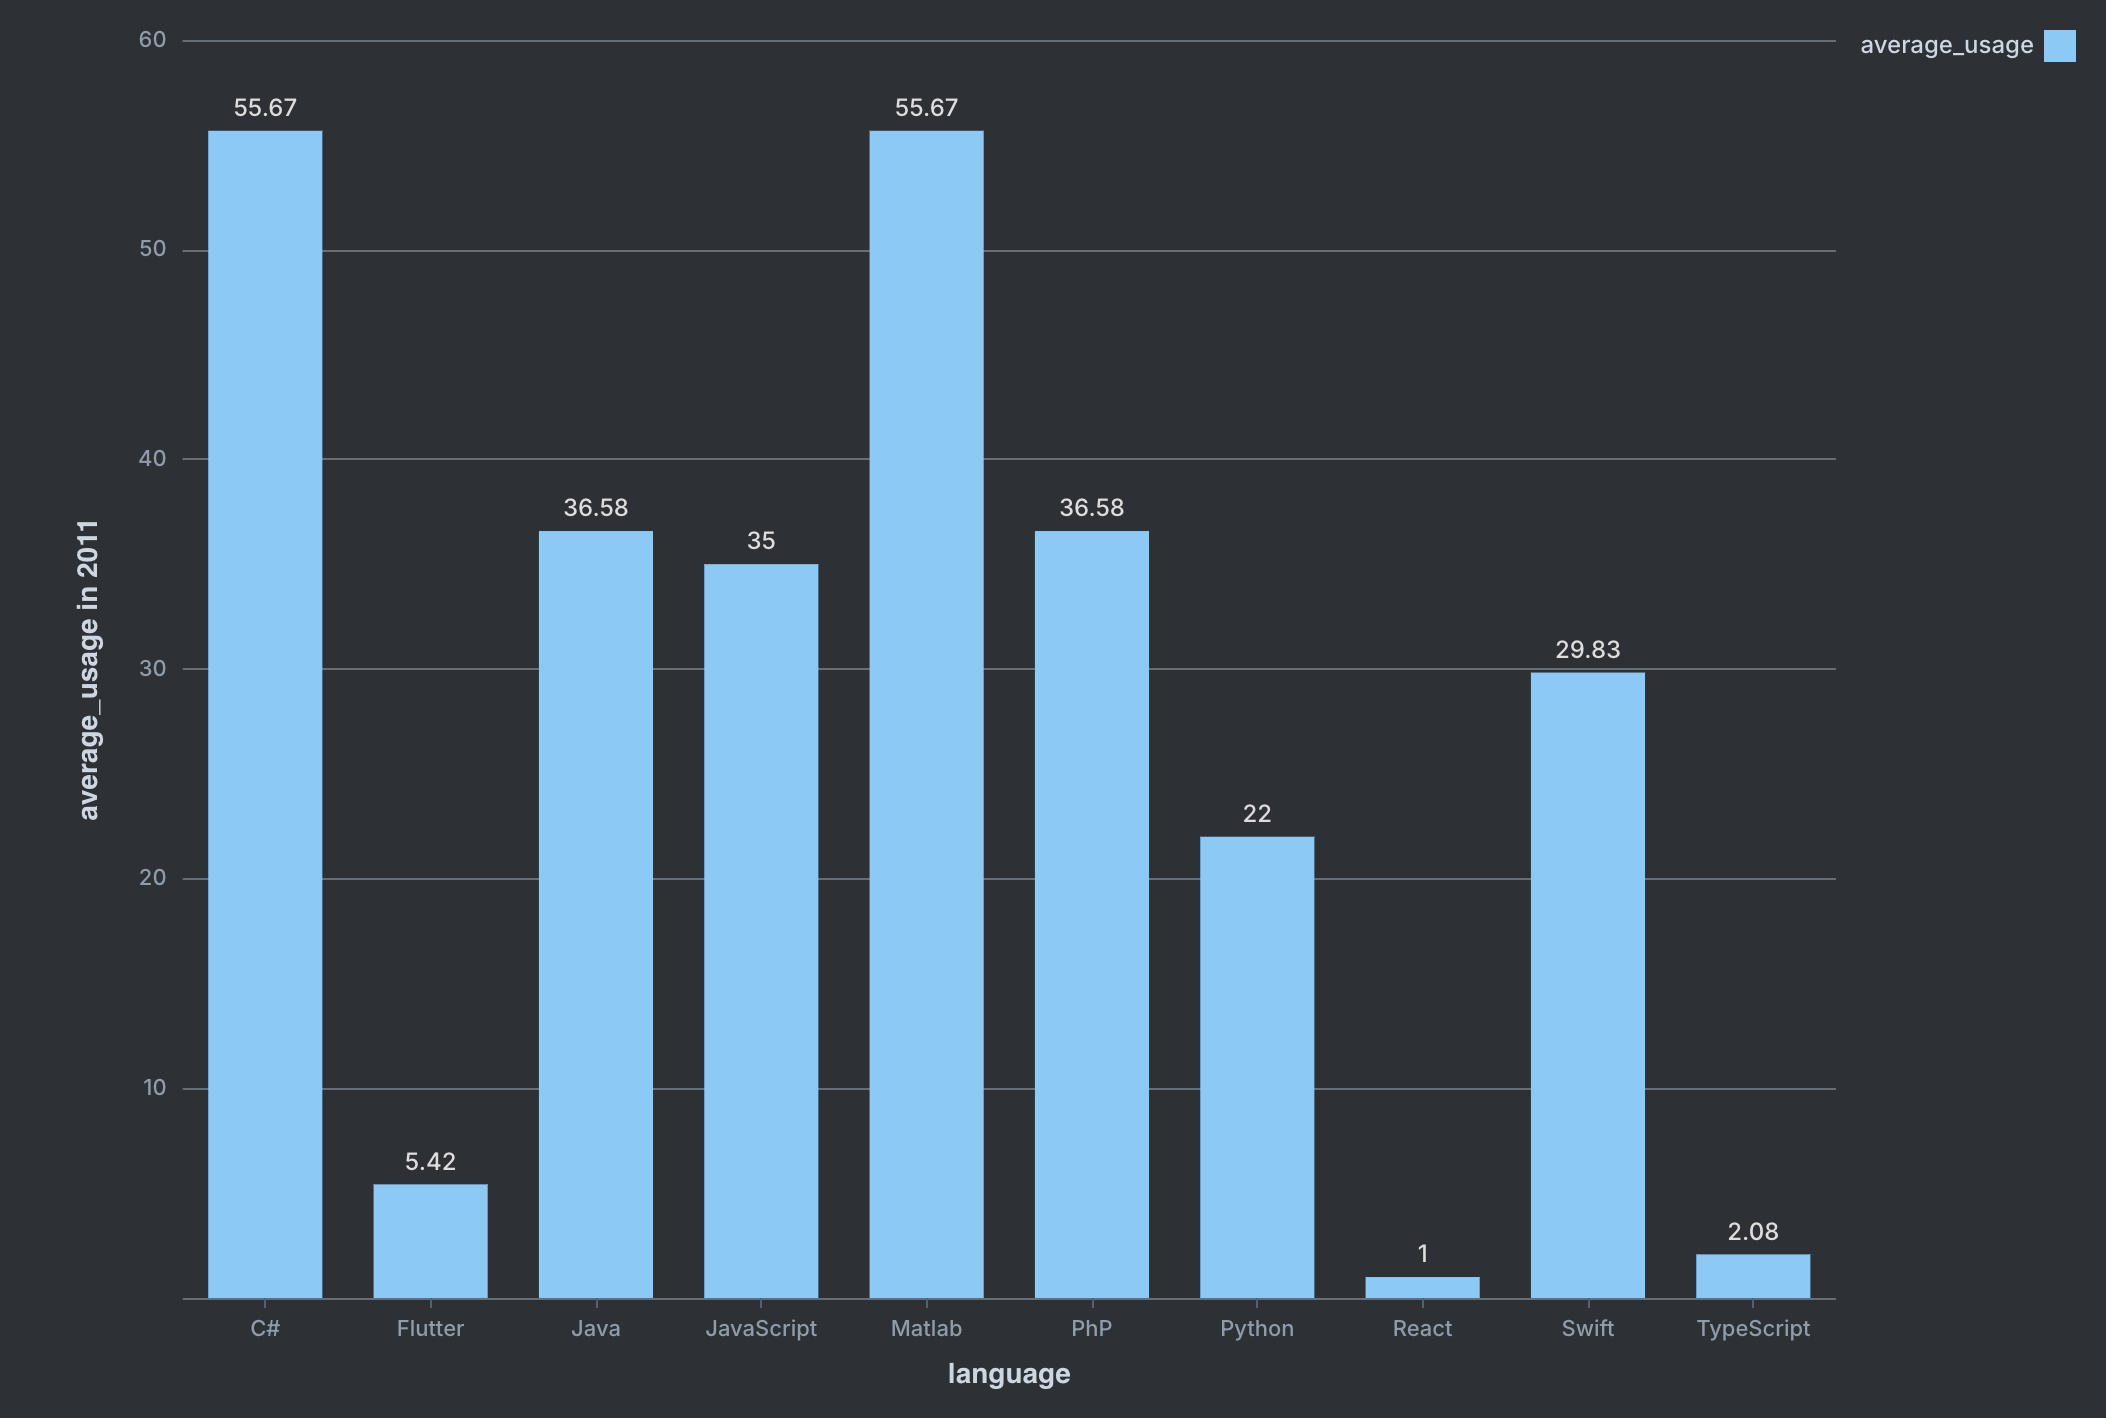 average_usage
60
50
40
30
20
10
average_usage in 2011
55.67
5.42
36.58
35
55.67
36.58
22
1
29.83
2.08
C#
Flutter
Java
JavaScript
Matlab
PhP
Python
React
Swift
TypeScript
language